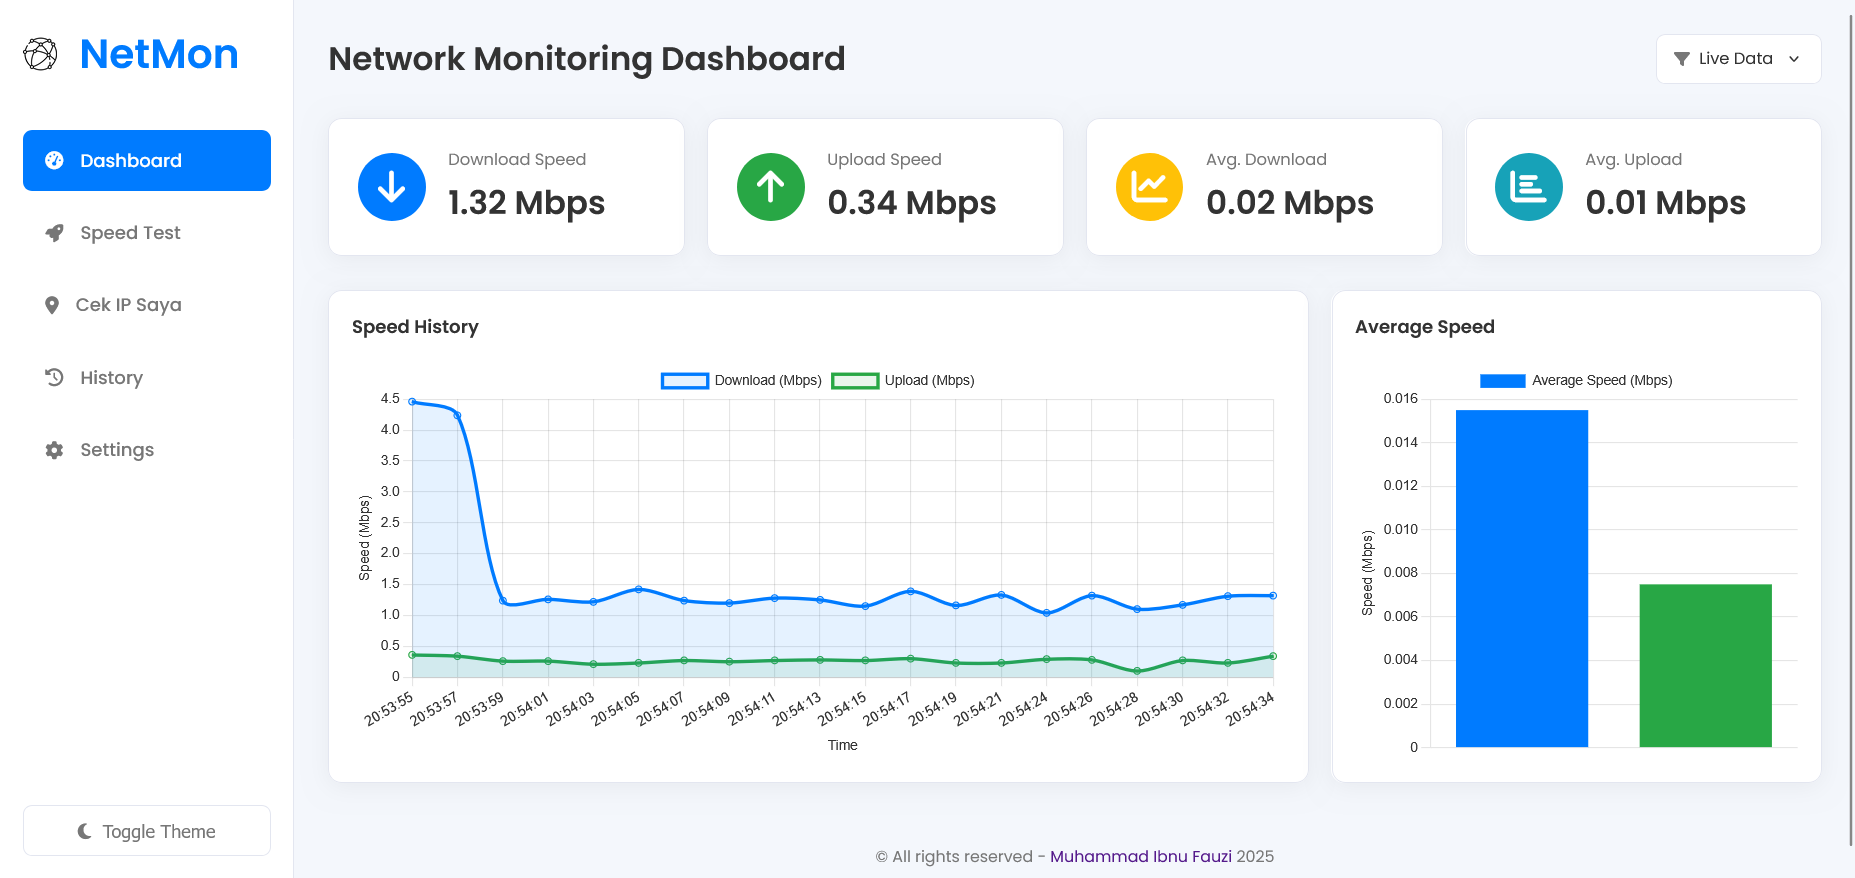 NetMon
Dashboard
Speed Test
Cek IP Saya
History
Settings
Toggle Theme
Network Monitoring Dashboard
Live Data
Download Speed
1.32 Mbps
Upload Speed
0.34 Mbps
Avg. Download
0.02 Mbps
Avg. Upload
0.01 Mbps
Speed History
Download (Mbps) Upload (Mbps)
Speed (Mbps)
4.5
4.0
3.5
3.0
2.5
2.0
1.5
1.0
0.5
0
20:53:55 20:53:57 20:53:59 20:54:01 20:54:03 20:54:05 20:54:07 20:54:09 20:54:11 20:54:13 20:54:15 20:54:17 20:54:19 20:54:21 20:54:24 20:54:26 20:54:28 20:54:30 20:54:32 20:54:34
Time
Average Speed
Average Speed (Mbps)
Speed (Mbps)
0.016
0.014
0.012
0.010
0.008
0.006
0.004
0.002
0
© All rights reserved - Muhammad Ibnu Fauzi 2025